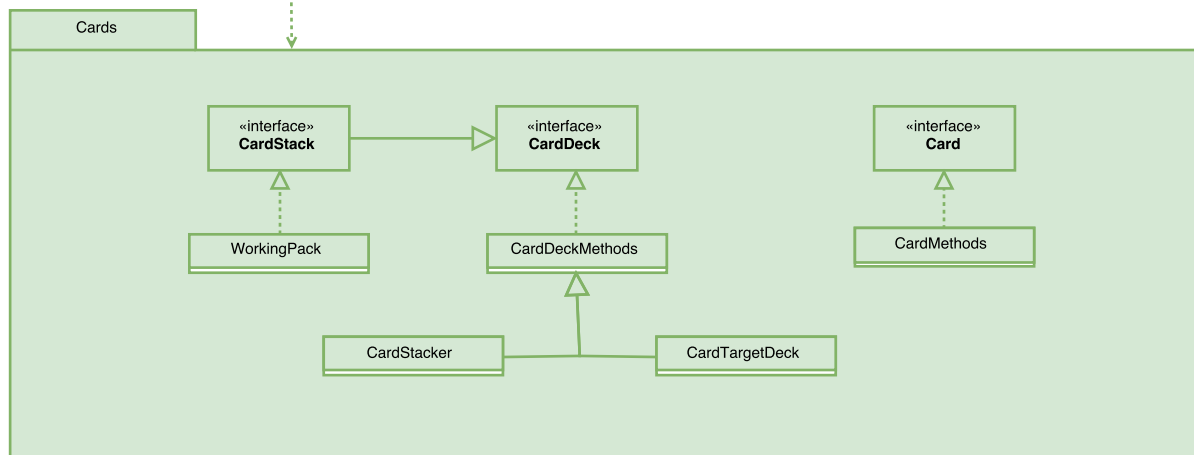 Cards
«interface»
CardStack
«interface»
CardDeck
«interface»
Card
WorkingPack
CardDeckMethods
CardMethods
CardStacker
CardTargetDeck